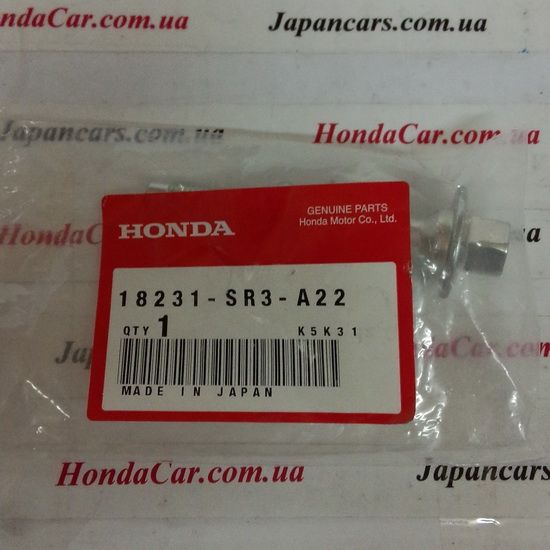 HondaCar.com.ua Japancars.com.ua
Japancars.com.ua HondaCar.com.ua
HONDA
GENUINE PARTS
Honda Motor Co., Ltd.
18231-SR3-A22
QTY 1 K5K31
MADE IN JAPAN
HondaCar.com.ua Japancars.com